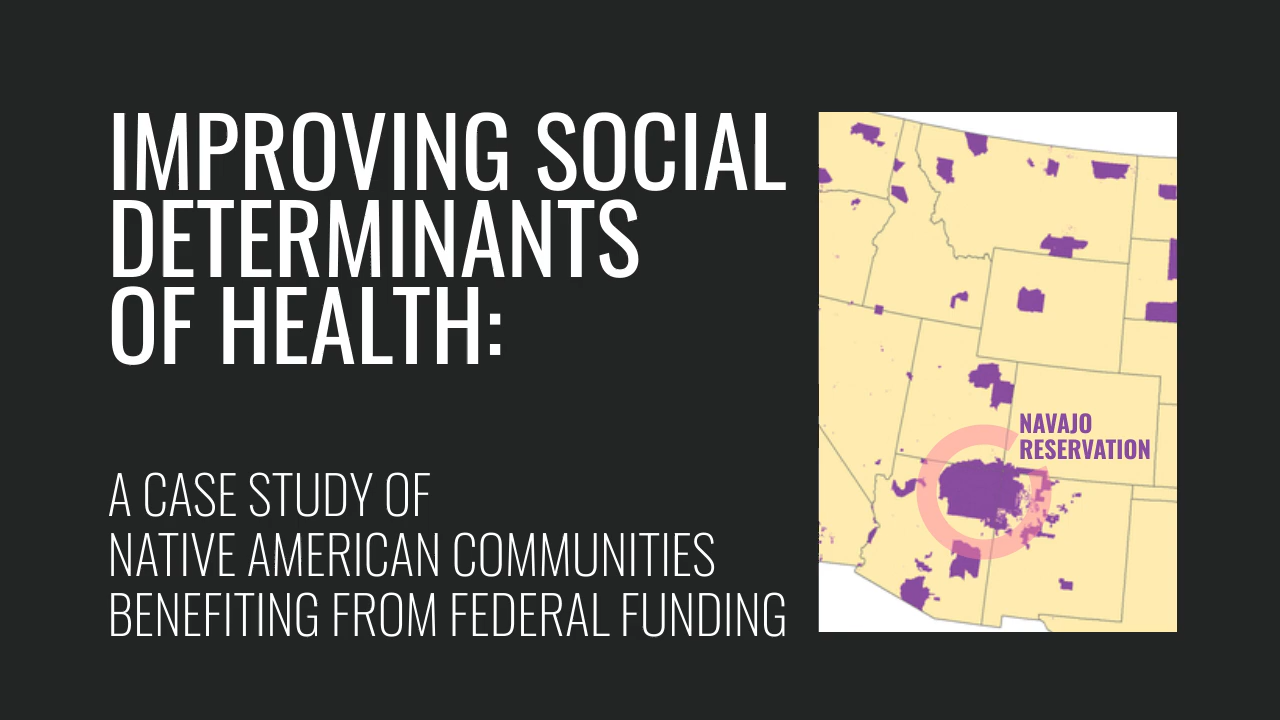 IMPROVING SOCIAL
DETERMINANTS
OF HEALTH:
A CASE STUDY OF
NATIVE AMERICAN COMMUNITIES
BENEFITING FROM FEDERAL FUNDING
NAVAJO
RESERVATION